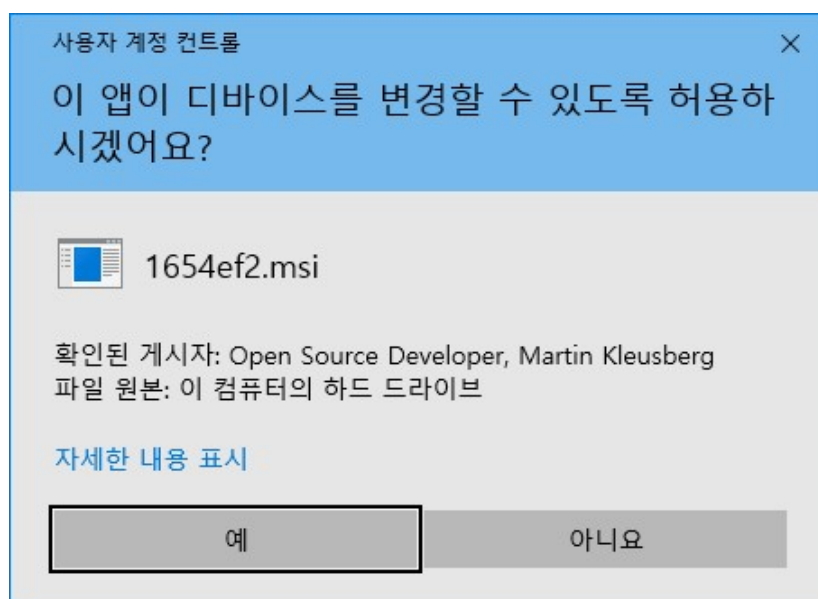 사용자 계정 컨트롤
이 앱이 디바이스를 변경할 수 있도록 허용하
시겠어요?
1654ef2.msi
확인된 게시자: Open Source Developer, Martin Kleusberg
파일 원본: 이 컴퓨터의 하드 드라이브
자세한 내용 표시
예
아니요